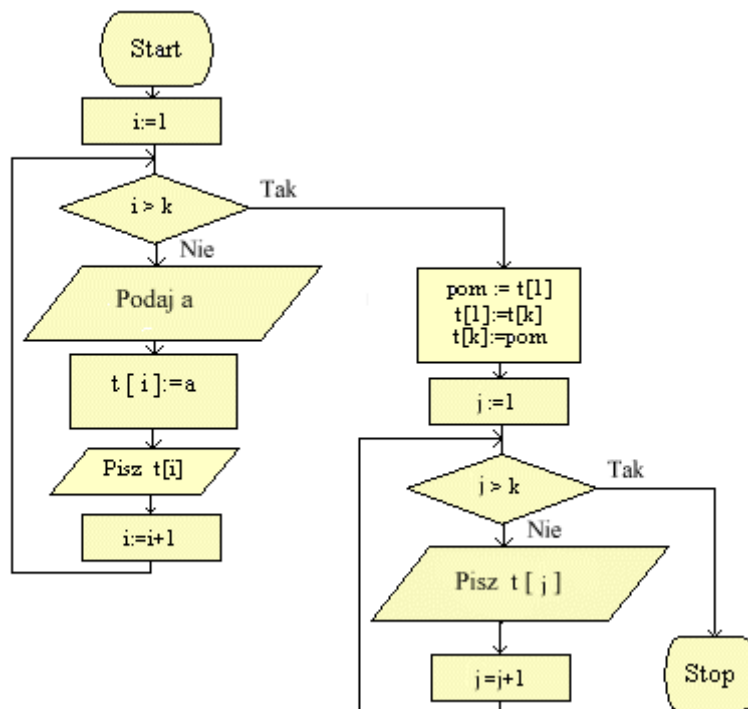 Start
i:=1
i > k
Tak
Nie
Podaj a
t [ i ]:=a
Pisz t[i]
i:=i+1
pom := t[1]
t[1]:=t[k]
t[k]:=pom
j :=1
j > k
Tak
Nie
Pisz t [ j ]
j=j+1
Stop